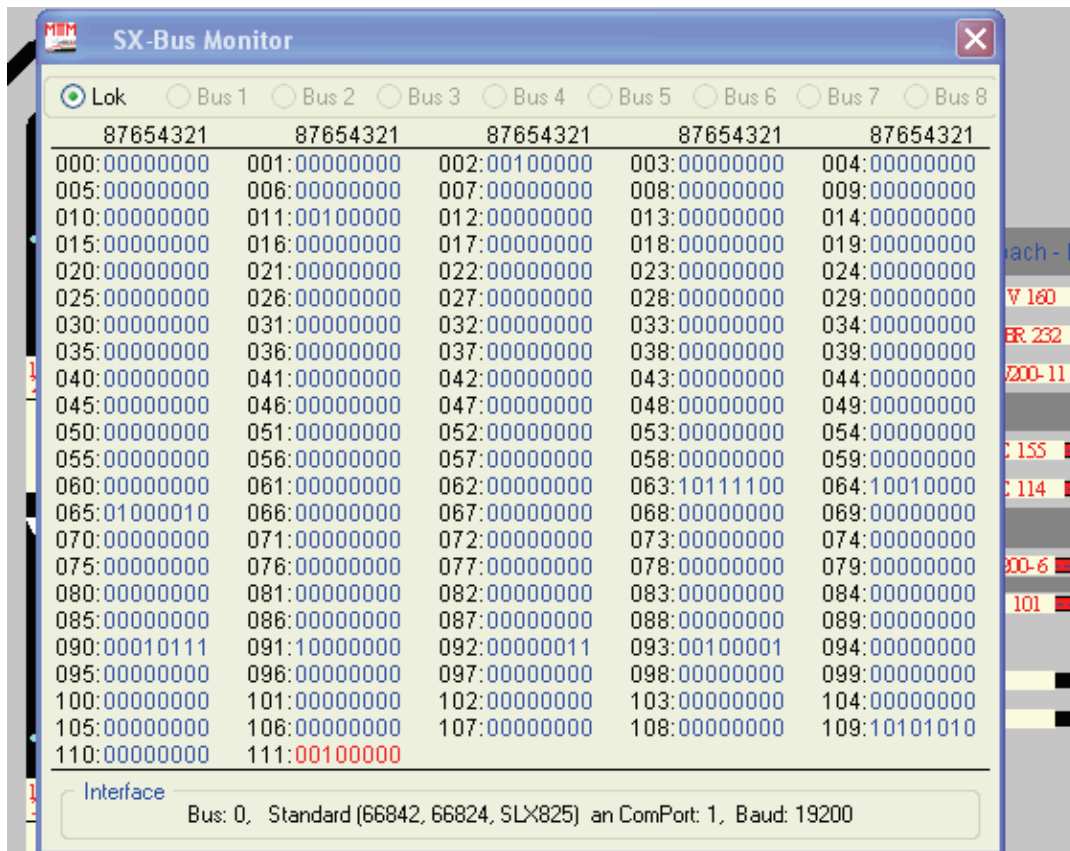 MEM SX-Bus Monitor
Lok Bus 1 Bus 2 Bus 3 Bus 4 Bus 5 Bus 6 Bus 7 Bus 8
87654321 87654321 87654321 87654321 87654321
000:00000000 001:00000000 002:00100000 003:00000000 004:00000000
005:00000000 006:00000000 007:00000000 008:00000000 009:00000000
010:00000000 011:00100000 012:00000000 013:00000000 014:00000000
015:00000000 016:00000000 017:00000000 018:00000000 019:00000000
020:00000000 021:00000000 022:00000000 023:00000000 024:00000000
025:00000000 026:00000000 027:00000000 028:00000000 029:00000000
030:00000000 031:00000000 032:00000000 033:00000000 034:00000000
035:00000000 036:00000000 037:00000000 038:00000000 039:00000000
040:00000000 041:00000000 042:00000000 043:00000000 044:00000000
045:00000000 046:00000000 047:00000000 048:00000000 049:00000000
050:00000000 051:00000000 052:00000000 053:00000000 054:00000000
055:00000000 056:00000000 057:00000000 058:00000000 059:00000000
060:00000000 061:00000000 062:00000000 063:10111100 064:10010000
065:01000010 066:00000000 067:00000000 068:00000000 069:00000000
070:00000000 071:00000000 072:00000000 073:00000000 074:00000000
075:00000000 076:00000000 077:00000000 078:00000000 079:00000000
080:00000000 081:00000000 082:00000000 083:00000000 084:00000000
085:00000000 086:00000000 087:00000000 088:00000000 089:00000000
090:00010111 091:10000000 092:00000011 093:00100001 094:00000000
095:00000000 096:00000000 097:00000000 098:00000000 099:00000000
100:00000000 101:00000000 102:00000000 103:00000000 104:00000000
105:00000000 106:00000000 107:00000000 108:00000000 109:10101010
110:00000000 111:00100000
Interface
Bus: 0, Standard (66842, 66824, SLX825) an ComPort: 1, Baud: 19200
ach -
V 160
BR 232
V200-11
155
114
200-6
101